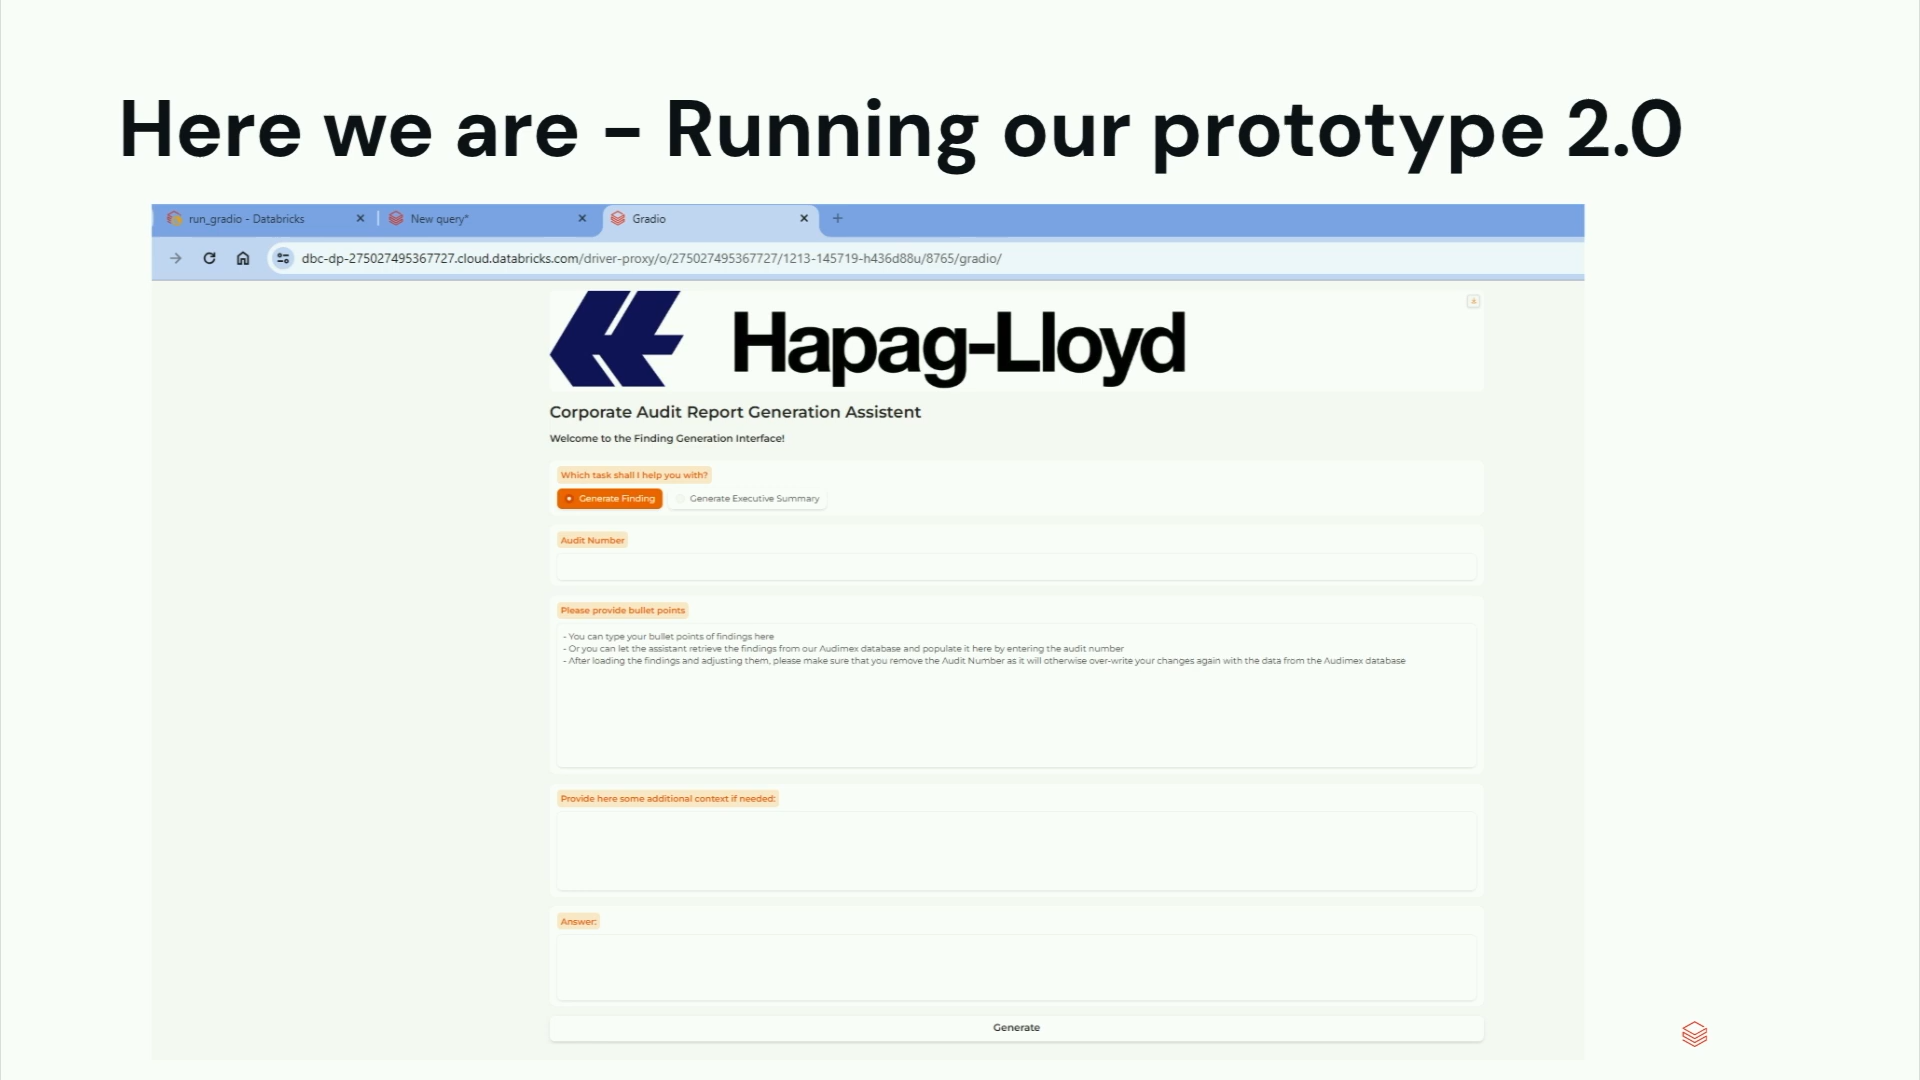 Here we are – Running our prototype 2.0
run_gradio - Databricks
New query*
Gradio
dbc-dp-275027495367727.cloud.databricks.com/driver-proxy/o/275027495367727/1213-145719-h436d88u/8765/gradio/
Hapag-Lloyd
Corporate Audit Report Generation Assistent
Welcome to the Finding Generation Interface!
Which task shall I help you with?
Generate Finding
Generate Executive Summary
Audit Number
Please provide bullet points
- You can type your bullet points of findings here
- Or you can let the assistant retrieve the findings from our Audimex database and populate it here by entering the audit number
- After loading the findings and adjusting them, please make sure that you remove the Audit Number as it will otherwise over-write your changes again with the data from the Audimex database
Provide here some additional context if needed:
Answer:
Generate